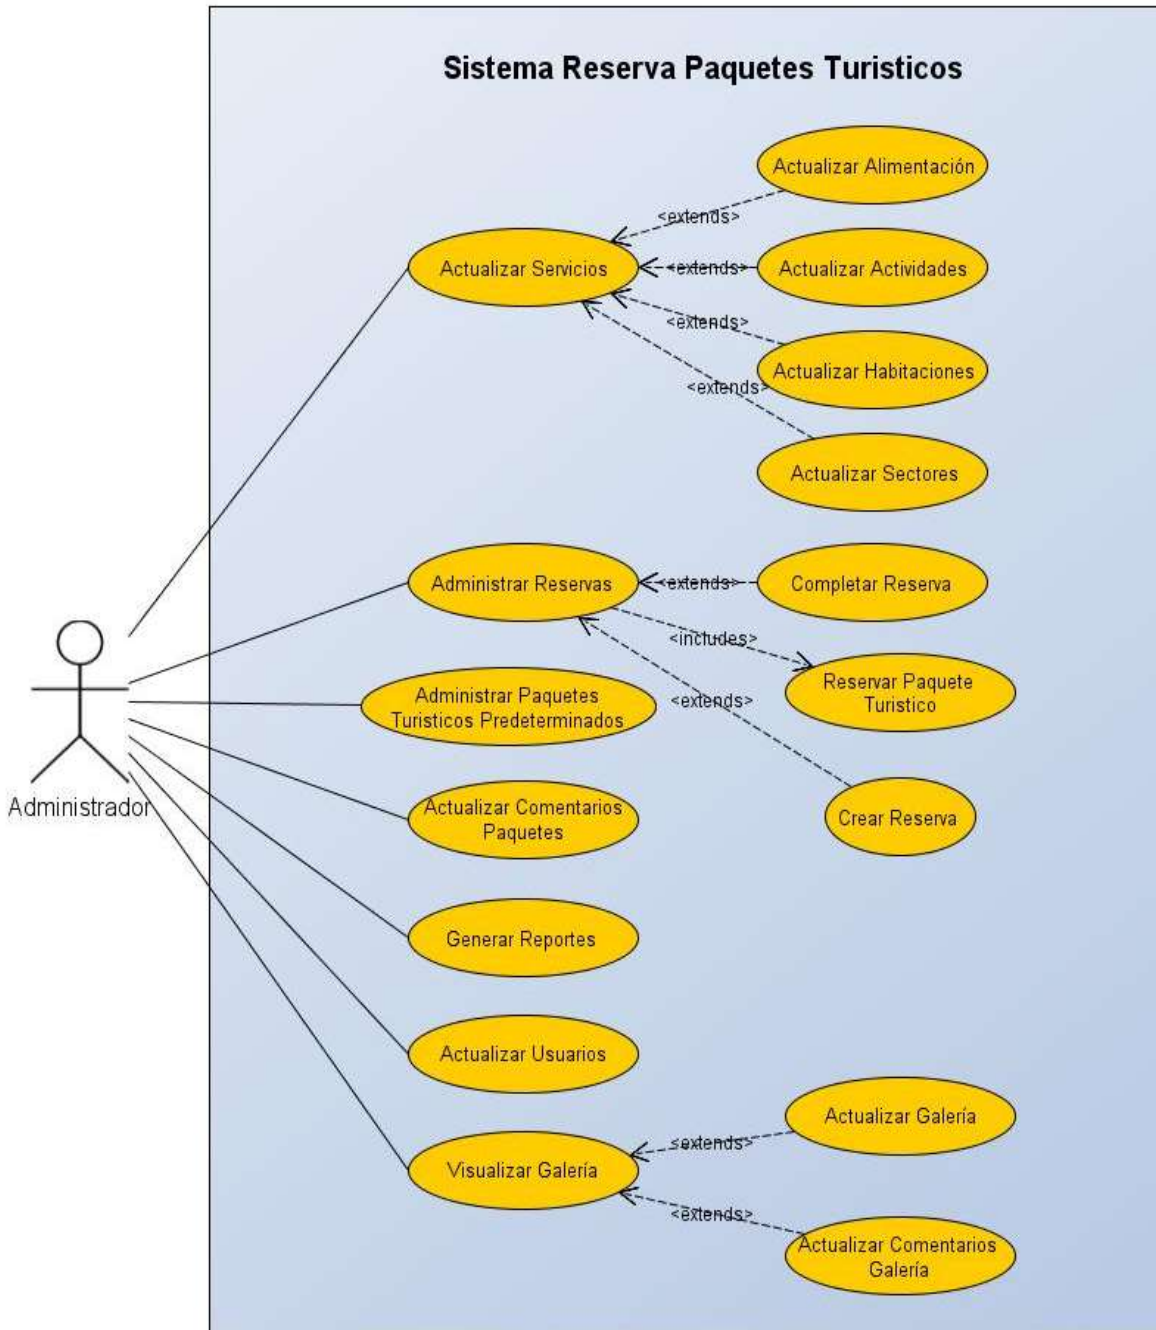 Sistema Reserva Paquetes Turisticos
Actualizar Alimentación
<extends>
Actualizar Servicios
<extends>
Actualizar Actividades
<extends>
Actualizar Habitaciones
<extends>
Actualizar Sectores
Administrar Reservas
<extends>
Completar Reserva
<includes>
Reservar Paquete
Turistico
<extends>
Administrar Paquetes
Turisticos Predeterminados
Administrador
Actualizar Comentarios
Paquetes
Crear Reserva
Generar Reportes
Actualizar Usuarios
Actualizar Galería
<extends>
Visualizar Galería
<extends>
Actualizar Comentarios
Galería